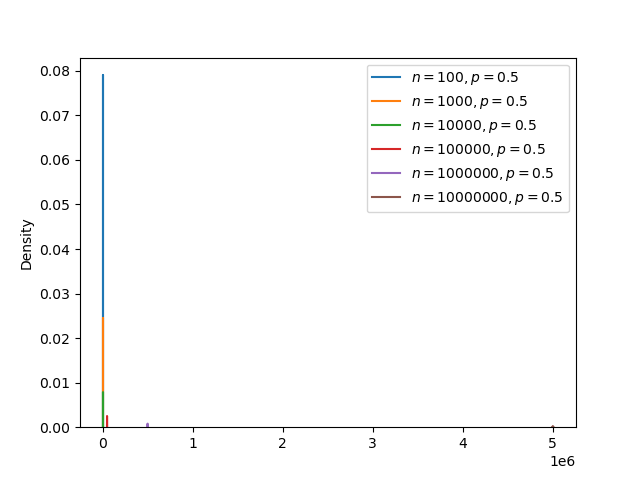 n = 100, p = 0.5
n = 1000, p = 0.5
n = 10000, p = 0.5
n = 100000, p = 0.5
n = 1000000, p = 0.5
n = 10000000, p = 0.5
Density
0.08
0.07
0.06
0.05
0.04
0.03
0.02
0.01
0.00
0 1 2 3 4 5
1e6